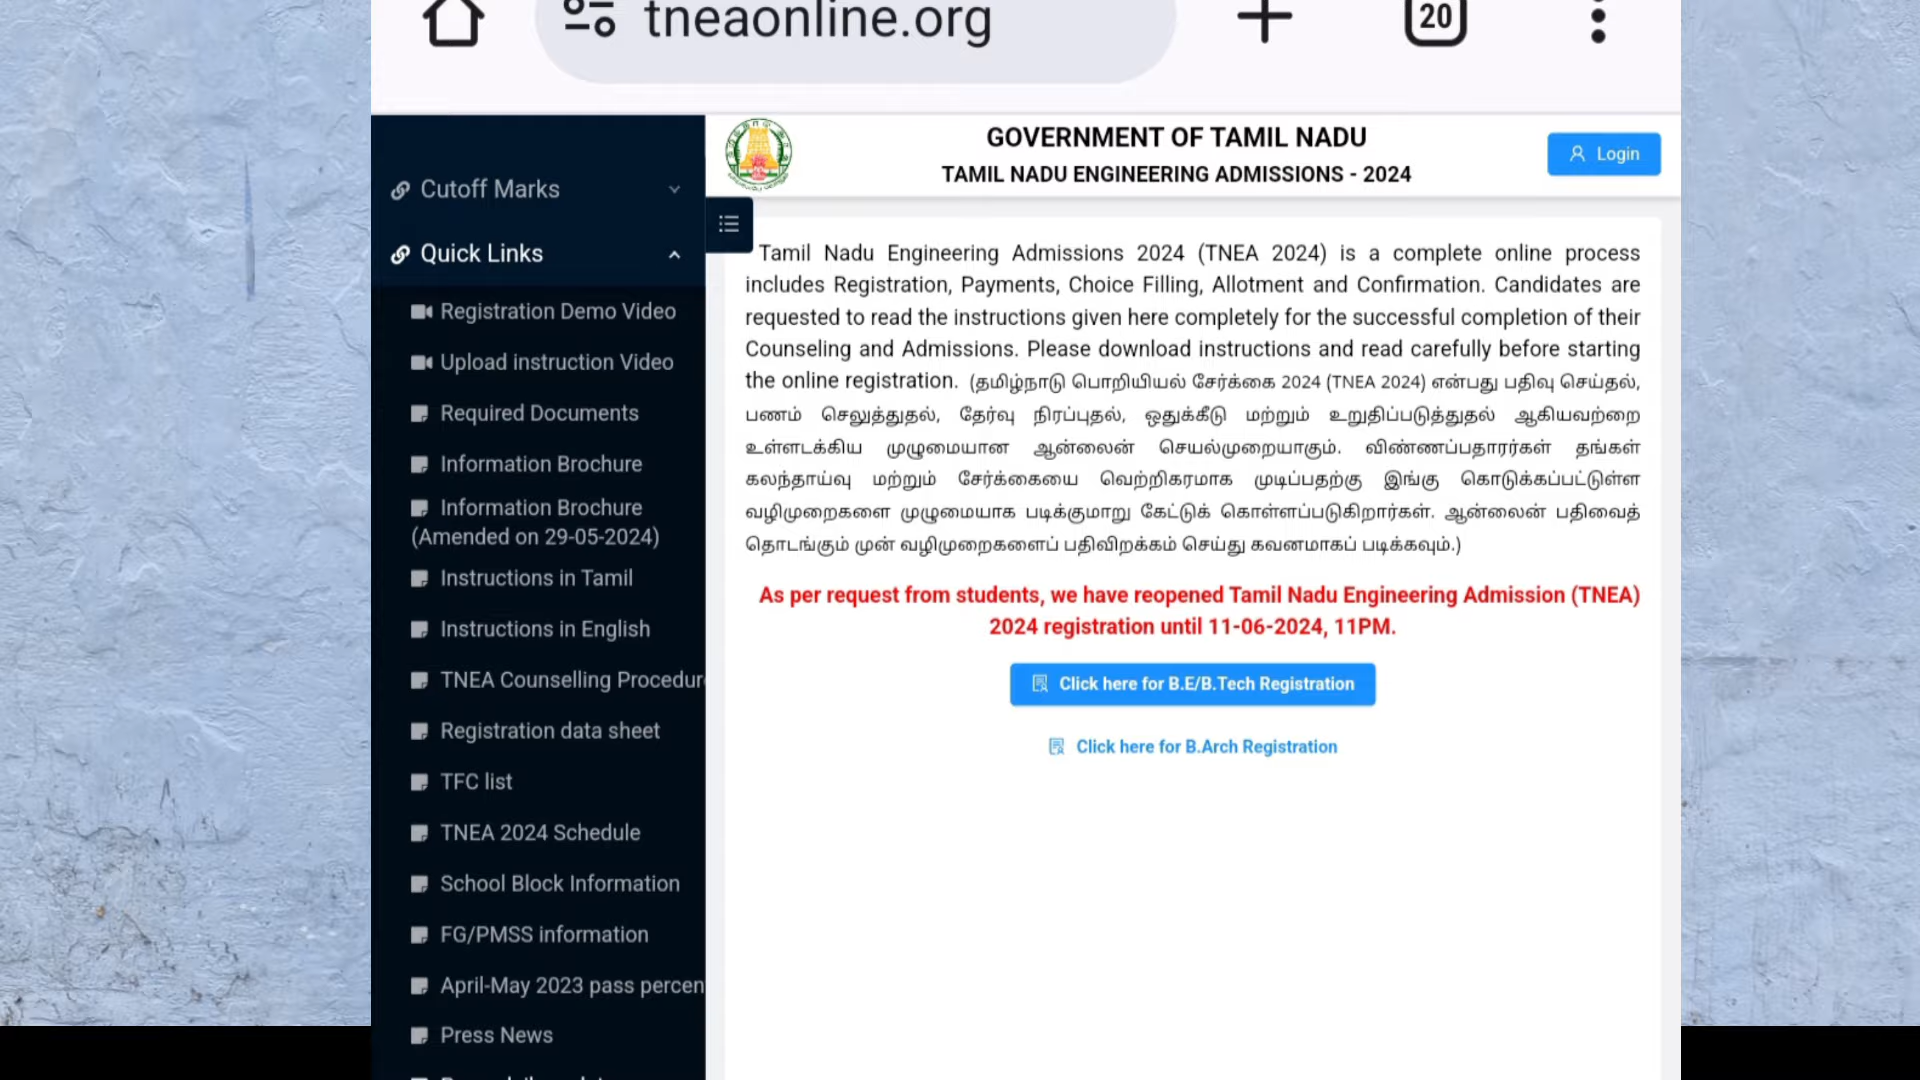 tneaonline.org
20
GOVERNMENT OF TAMIL NADU
TAMIL NADU ENGINEERING ADMISSIONS - 2024
Login
Cutoff Marks
Quick Links
Registration Demo Video
Upload instruction Video
Required Documents
Information Brochure
Information Brochure
(Amended on 29-05-2024)
Instructions in Tamil
Instructions in English
TNEA Counselling Procedur
Registration data sheet
TFC list
TNEA 2024 Schedule
School Block Information
FG/PMSS information
April-May 2023 pass percen
Press News
Tamil Nadu Engineering Admissions 2024 (TNEA 2024) is a complete online process
includes Registration, Payments, Choice Filling, Allotment and Confirmation. Candidates are
requested to read the instructions given here completely for the successful completion of their
Counseling and Admissions. Please download instructions and read carefully before starting
the online registration. (தமிழ்நாடு பொறியியல் சேர்க்கை 2024 (TNEA 2024) என்பது பதிவு செய்தல்,
பணம் செலுத்துதல், தேர்வு நிரப்புதல், ஒதுக்கீடு மற்றும் உறுதிப்படுத்துதல் ஆகியவற்றை
உள்ளடக்கிய முழுமையான ஆன்லைன் செயல்முறையாகும். விண்ணப்பதாரர்கள் தங்கள்
கலந்தாய்வு மற்றும் சேர்க்கையை வெற்றிகரமாக முடிப்பதற்கு இங்கு கொடுக்கப்பட்டுள்ள
வழிமுறைகளை முழுமையாக படிக்குமாறு கேட்டுக் கொள்ளப்படுகிறார்கள். ஆன்லைன் பதிவைத்
தொடங்கும் முன் வழிமுறைகளைப் பதிவிறக்கம் செய்து கவனமாகப் படிக்கவும்.)
As per request from students, we have reopened Tamil Nadu Engineering Admission (TNEA)
2024 registration until 11-06-2024, 11PM.
Click here for B.E/B.Tech Registration
Click here for B.Arch Registration